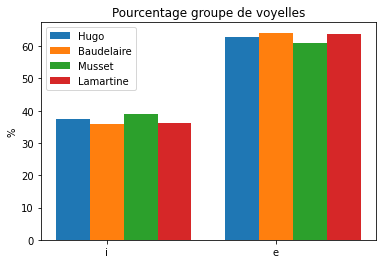 Pourcentage groupe de voyelles
Hugo
Baudelaire
Musset
Lamartine
%
60
50
40
30
20
10
0
i
e